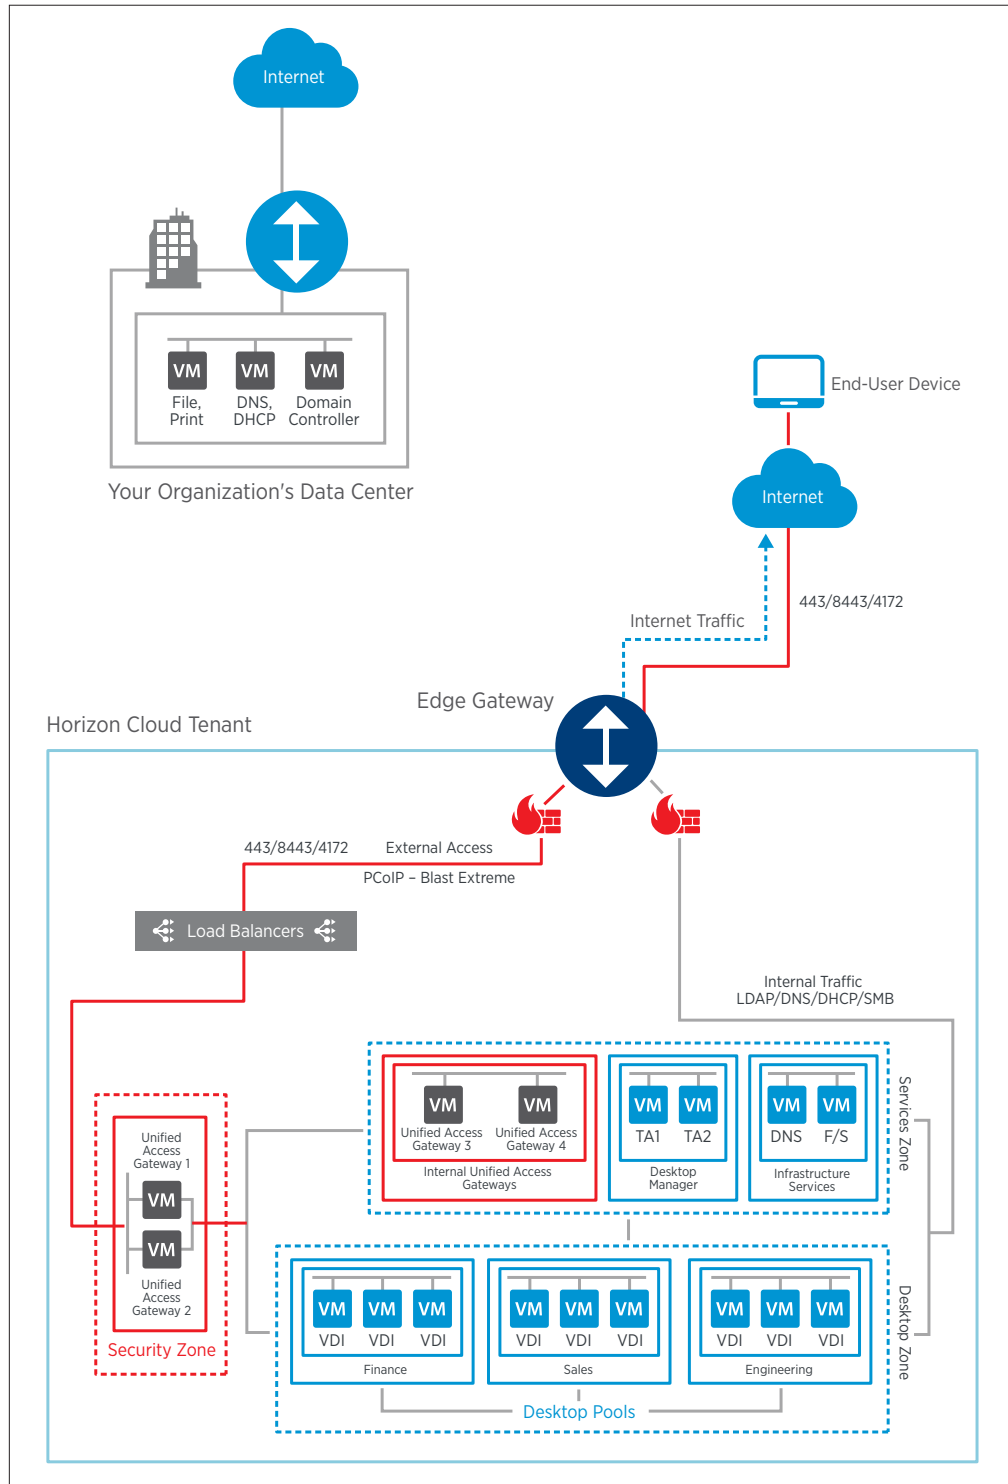 Internet
VM
VM
VM
File,
Print
DNS,
DHCP
Domain
Controller
Your Organization's Data Center
End-User Device
Internet
443/8443/4172
Internet Traffic
Edge Gateway
Horizon Cloud Tenant
443/8443/4172
External Access
PCoIP – Blast Extreme
Load Balancers
Internal Traffic
LDAP/DNS/DHCP/SMB
VM
VM
Unified Access
Gateway 3
Unified Access
Gateway 4
Internal Unified Access
Gateways
VM
VM
TA1
TA2
Desktop
Manager
VM
VM
DNS
F/S
Infrastructure
Services
Services Zone
Unified
Access
Gateway 1
VM
VM
Unified
Access
Gateway 2
Security Zone
VM
VM
VM
VDI
VDI
VDI
Finance
VM
VM
VM
VDI
VDI
VDI
Sales
VM
VM
VM
VDI
VDI
VDI
Engineering
Desktop Zone
Desktop Pools